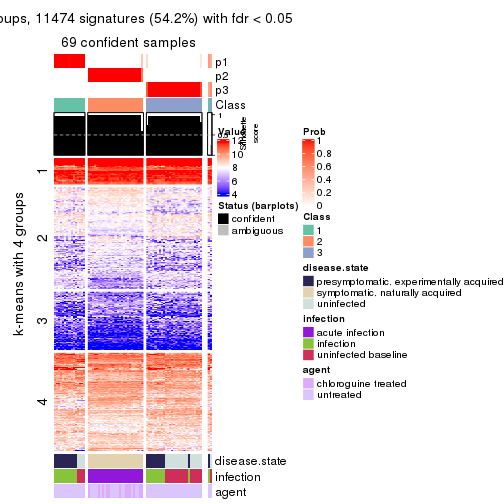 oups, 11474 signatures (54.2%) with fdr < 0.05
69 confident samples
p1
p2
p3
Class
1
0.5
Silhouette
score
Value
12
10
8
6
4
Prob
1
0.8
0.6
0.4
0.2
0
Status (barplots)
confident
ambiguous
Class
1
2
3
disease.state
presymptomatic. experimentally acquired
symptomatic. naturally acquired
uninfected
infection
acute infection
infection
uninfected baseline
agent
chloroguine treated
untreated
k-means with 4 groups
1
2
3
4
disease.state
infection
agent